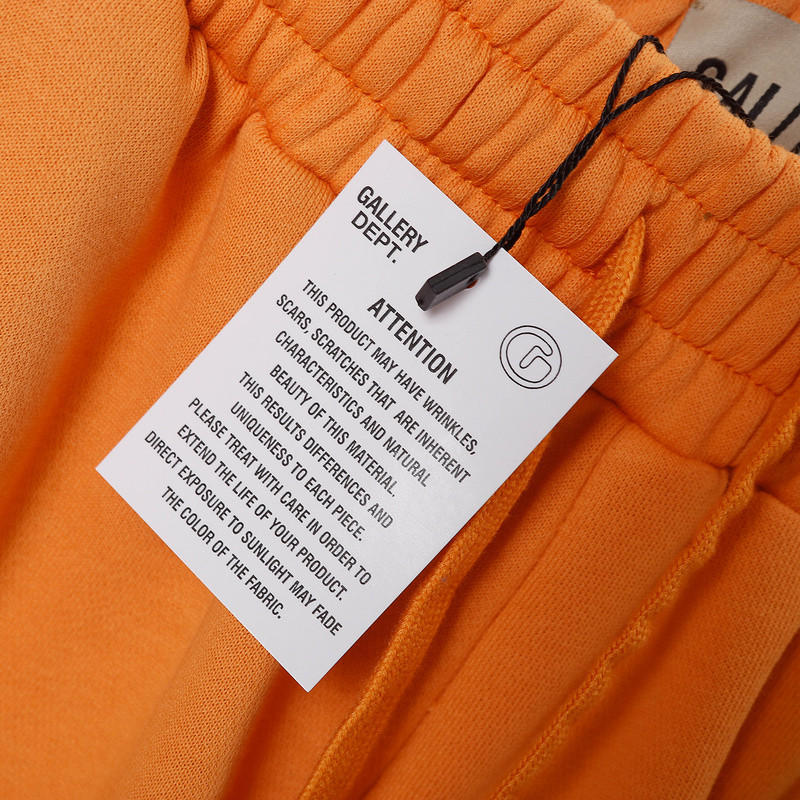 GALLERY
DEPT.
ATTENTION
THIS PRODUCT MAY HAVE WRINKLES,
SCARS, SCRATCHES THAT ARE INHERENT
CHARACTERISTICS AND NATURAL
BEAUTY OF THIS MATERIAL.
THIS RESULTS DIFFERENCES AND
UNIQUENESS TO EACH PIECE.
PLEASE TREAT WITH CARE IN ORDER TO
EXTEND THE LIFE OF YOUR PRODUCT.
DIRECT EXPOSURE TO SUNLIGHT MAY FADE
THE COLOR OF THE FABRIC.